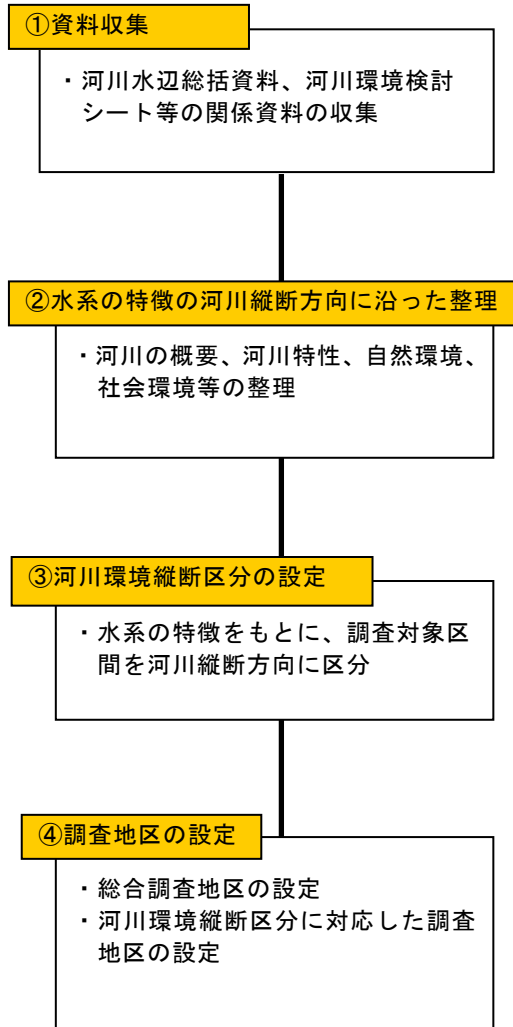 ①資料収集
・河川水辺総括資料、河川環境検討
シート等の関係資料の収集
②水系の特徴の河川縦断方向に沿った整理
・河川の概要、河川特性、自然環境、
社会環境等の整理
③河川環境縦断区分の設定
・水系の特徴をもとに、調査対象区
間を河川縦断方向に区分
④調査地区の設定
・総合調査地区の設定
・河川環境縦断区分に対応した調査
地区の設定